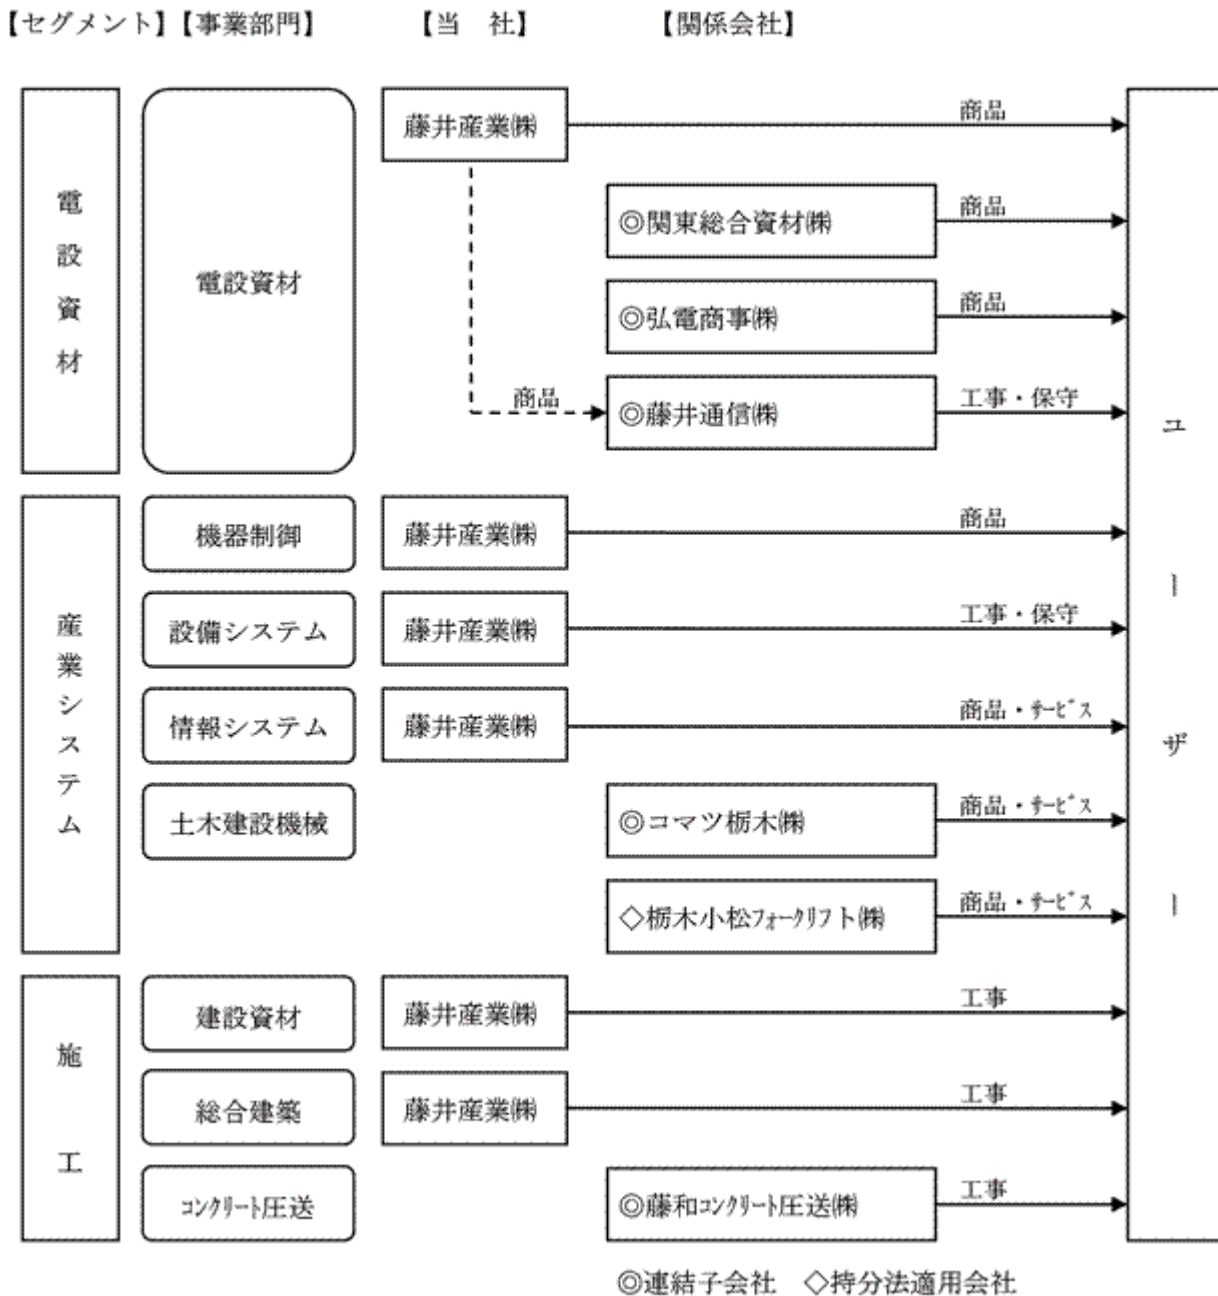 【セグメント】【事業部門】 【当　社】 【関係会社】
電設資材
電設資材
藤井産業㈱
商品
◎関東総合資材㈱
商品
◎弘電商事㈱
商品
商品
◎藤井通信㈱
工事・保守
産業システム
機器制御
藤井産業㈱
商品
設備システム
藤井産業㈱
工事・保守
情報システム
藤井産業㈱
商品・ｻｰﾋﾞｽ
土木建設機械
◎コマツ栃木㈱
商品・ｻｰﾋﾞｽ
◇栃木小松ﾌｫｰｸﾘﾌﾄ㈱
商品・ｻｰﾋﾞｽ
施工
建設資材
藤井産業㈱
工事
総合建築
藤井産業㈱
工事
ｺﾝｸﾘｰﾄ圧送
◎藤和ｺﾝｸﾘｰﾄ圧送㈱
工事
ユーザー
◎連結子会社　◇持分法適用会社